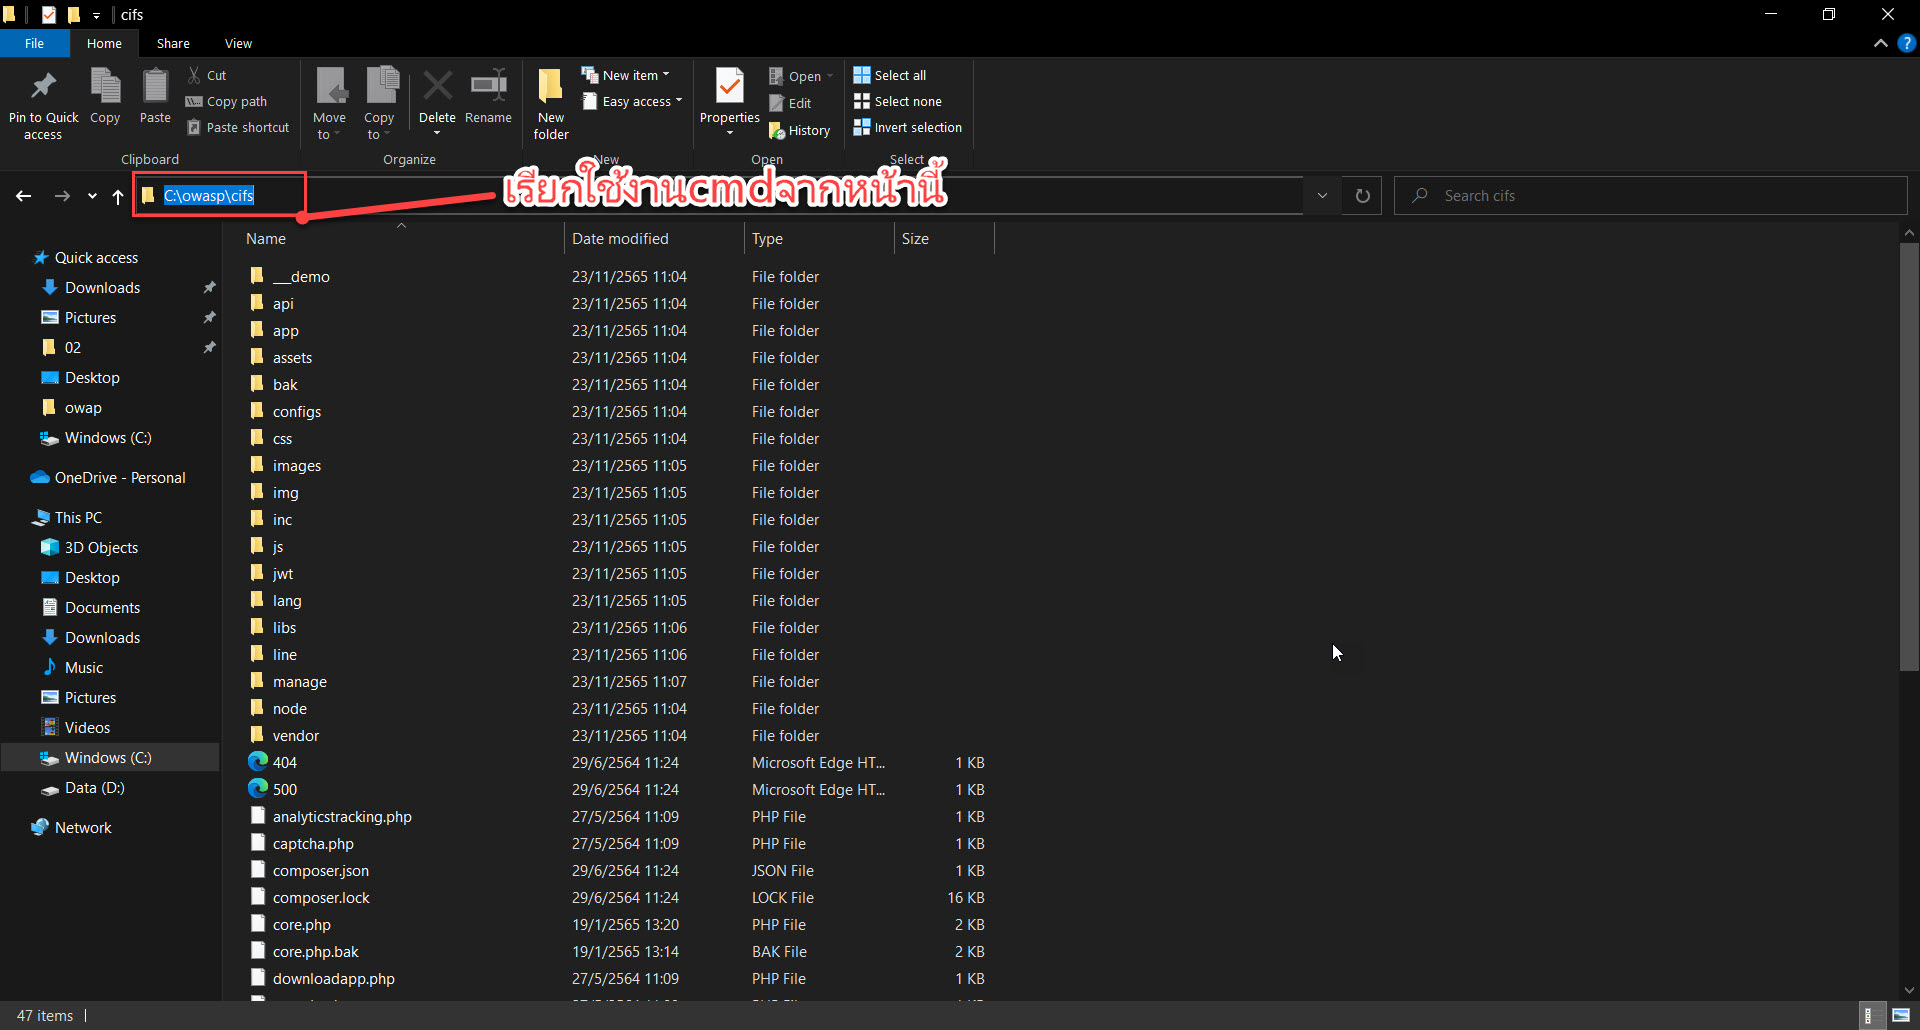 cifs
File
Home
Share
View
Pin to Quick access
Copy
Paste
Cut
Copy path
Paste shortcut
Clipboard
Move to
Copy to
Delete
Rename
Organize
New folder
New item
Easy access
New
Properties
Open
Edit
History
Open
Select all
Select none
Invert selection
Select
C:\owasp\cifs
เรียกใช้งานcmdจากหน้านี้
Search cifs
Quick access
Downloads
Pictures
02
Desktop
owap
Windows (C:)
OneDrive - Personal
This PC
3D Objects
Desktop
Documents
Downloads
Music
Pictures
Videos
Windows (C:)
Data (D:)
Network
Name Date modified Type Size
___demo 23/11/2565 11:04 File folder
api 23/11/2565 11:04 File folder
app 23/11/2565 11:04 File folder
assets 23/11/2565 11:04 File folder
bak 23/11/2565 11:04 File folder
configs 23/11/2565 11:04 File folder
css 23/11/2565 11:04 File folder
images 23/11/2565 11:05 File folder
img 23/11/2565 11:05 File folder
inc 23/11/2565 11:05 File folder
js 23/11/2565 11:05 File folder
jwt 23/11/2565 11:05 File folder
lang 23/11/2565 11:05 File folder
libs 23/11/2565 11:06 File folder
line 23/11/2565 11:06 File folder
manage 23/11/2565 11:07 File folder
node 23/11/2565 11:04 File folder
vendor 23/11/2565 11:04 File folder
404 29/6/2564 11:24 Microsoft Edge HT... 1 KB
500 29/6/2564 11:24 Microsoft Edge HT... 1 KB
analyticstracking.php 27/5/2564 11:09 PHP File 1 KB
captcha.php 27/5/2564 11:09 PHP File 1 KB
composer.json 29/6/2564 11:24 JSON File 1 KB
composer.lock 29/6/2564 11:24 LOCK File 16 KB
core.php 19/1/2565 13:20 PHP File 2 KB
core.php.bak 19/1/2565 13:14 BAK File 2 KB
downloadapp.php 27/5/2564 11:09 PHP File 1 KB
47 items